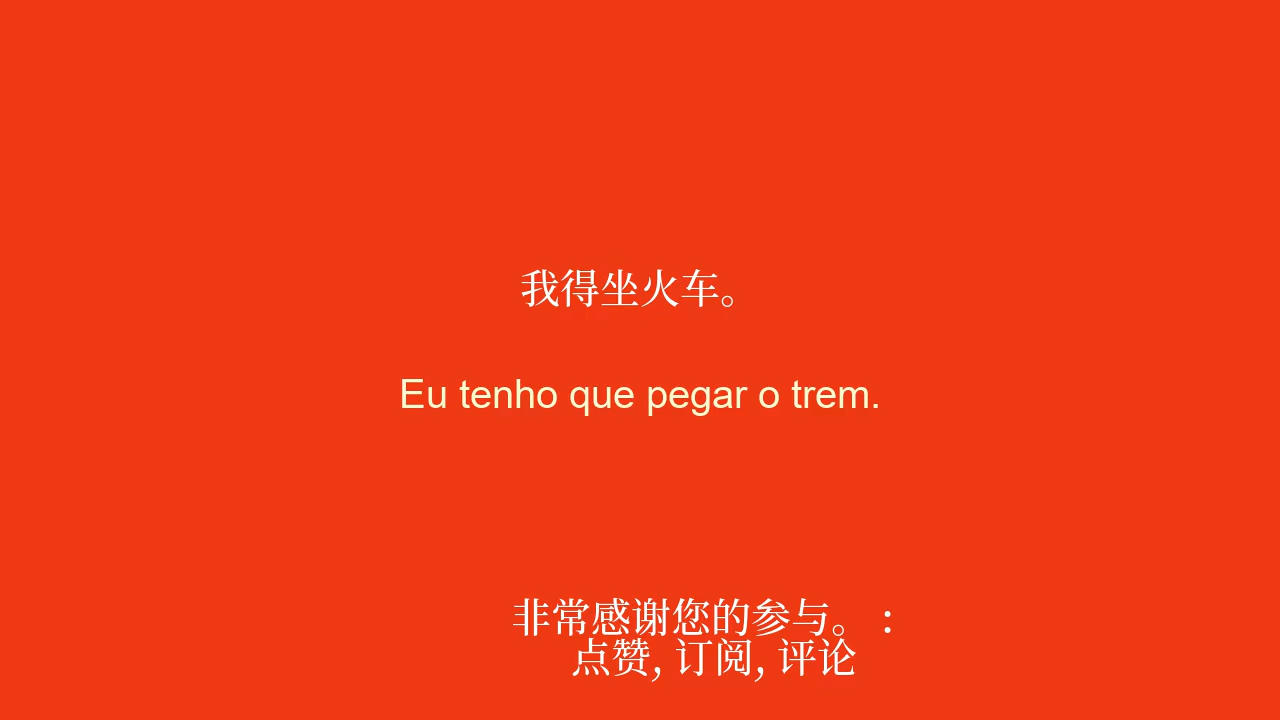 我得坐火车。
Eu tenho que pegar o trem.
非常感谢您的参与。 :
点赞, 订阅, 评论